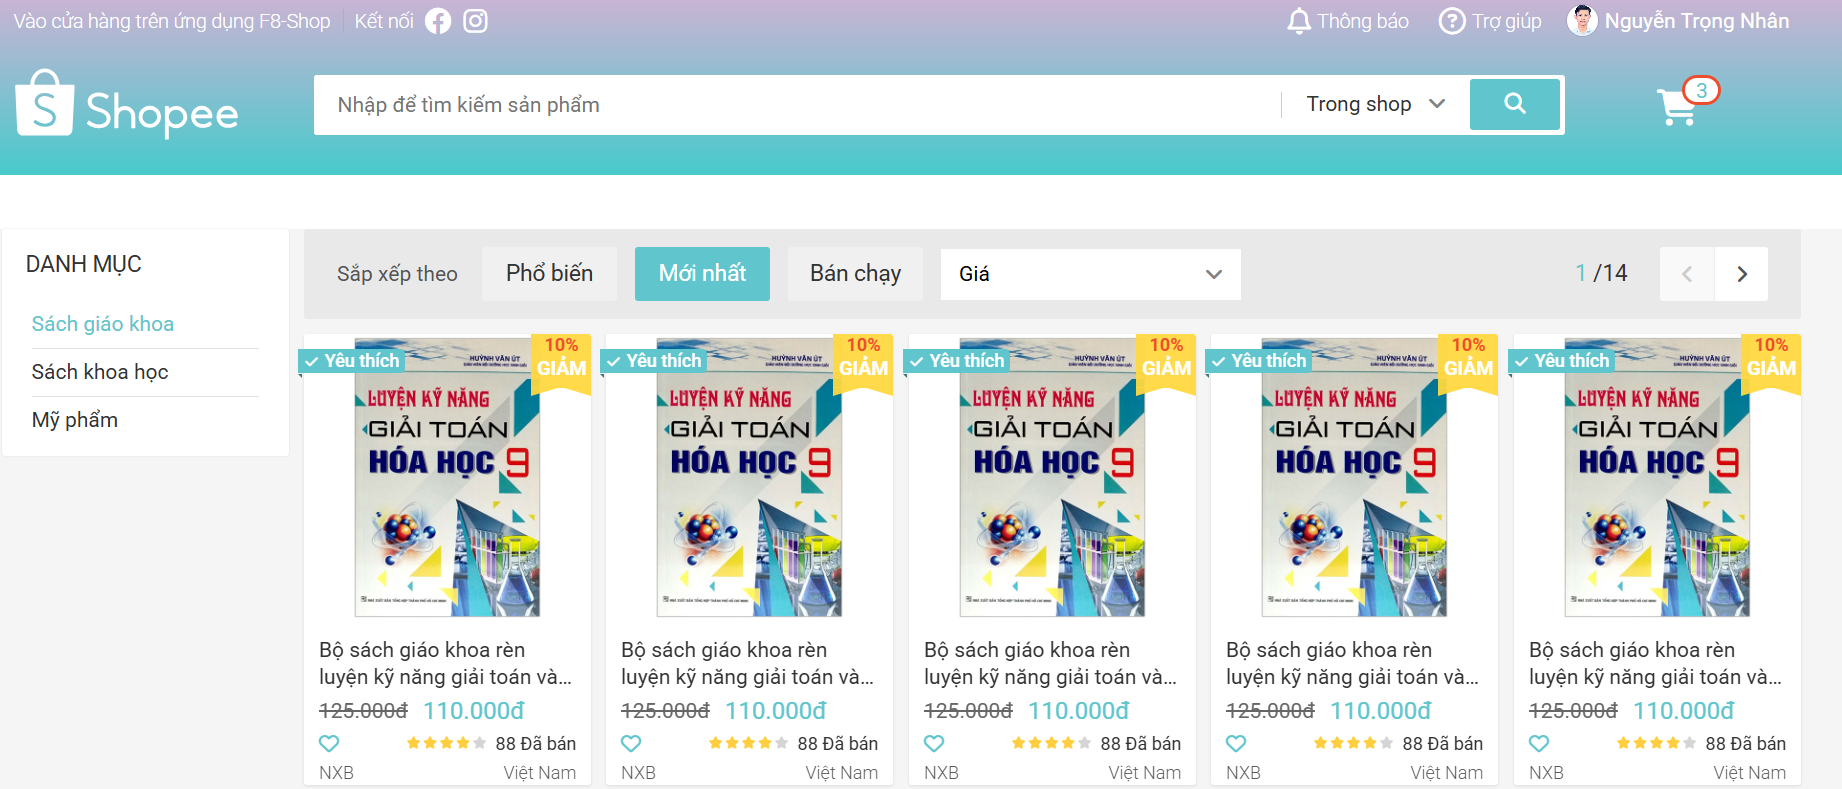 Vào cửa hàng trên ứng dụng F8-Shop Kết nối Thông báo Trợ giúp Nguyễn Trọng Nhân
S Shopee Nhập để tìm kiếm sản phẩm Trong shop 3
DANH MỤC
Sách giáo khoa
Sách khoa học
Mỹ phẩm
Sắp xếp theo Phổ biến Mới nhất Bán chạy Giá 1 /14
Yêu thích
10%
GIẢM
HUỲNH VĂN ÚT
LUYỆN KỸ NĂNG
GIẢI TOÁN
HÓA HỌC 9
Bộ sách giáo khoa rèn
luyện kỹ năng giải toán và...
125.000đ 110.000đ
88 Đã bán
NXB Việt Nam
Yêu thích
10%
GIẢM
HUỲNH VĂN ÚT
LUYỆN KỸ NĂNG
GIẢI TOÁN
HÓA HỌC 9
Bộ sách giáo khoa rèn
luyện kỹ năng giải toán và...
125.000đ 110.000đ
88 Đã bán
NXB Việt Nam
Yêu thích
10%
GIẢM
HUỲNH VĂN ÚT
LUYỆN KỸ NĂNG
GIẢI TOÁN
HÓA HỌC 9
Bộ sách giáo khoa rèn
luyện kỹ năng giải toán và...
125.000đ 110.000đ
88 Đã bán
NXB Việt Nam
Yêu thích
10%
GIẢM
HUỲNH VĂN ÚT
LUYỆN KỸ NĂNG
GIẢI TOÁN
HÓA HỌC 9
Bộ sách giáo khoa rèn
luyện kỹ năng giải toán và...
125.000đ 110.000đ
88 Đã bán
NXB Việt Nam
Yêu thích
10%
GIẢM
HUỲNH VĂN ÚT
LUYỆN KỸ NĂNG
GIẢI TOÁN
HÓA HỌC 9
Bộ sách giáo khoa rèn
luyện kỹ năng giải toán và...
125.000đ 110.000đ
88 Đã bán
NXB Việt Nam